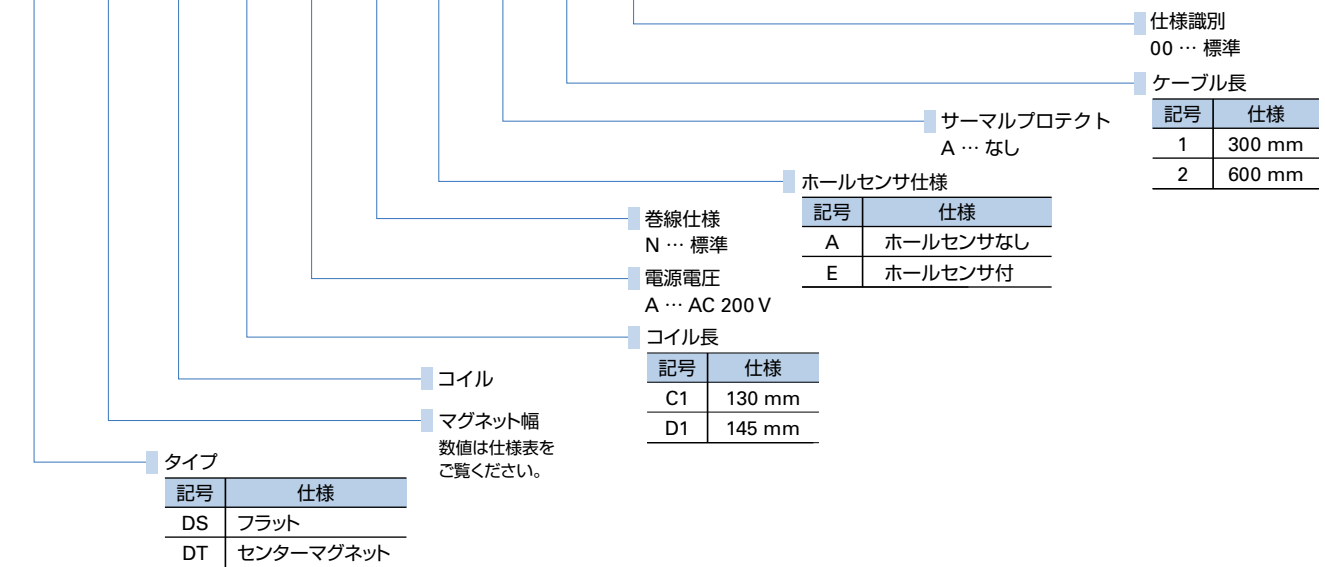 仕様識別
00 … 標準
ケーブル長
記号 仕様
1 300 mm
2 600 mm
サーマルプロテクト
A … なし
ホールセンサ仕様
記号 仕様
A ホールセンサなし
E ホールセンサ付
巻線仕様
N … 標準
電源電圧
A … AC 200 V
コイル長
記号 仕様
C1 130 mm
D1 145 mm
コイル
マグネット幅
数値は仕様表を
ご覧ください。
タイプ
記号 仕様
DS フラット
DT センターマグネット